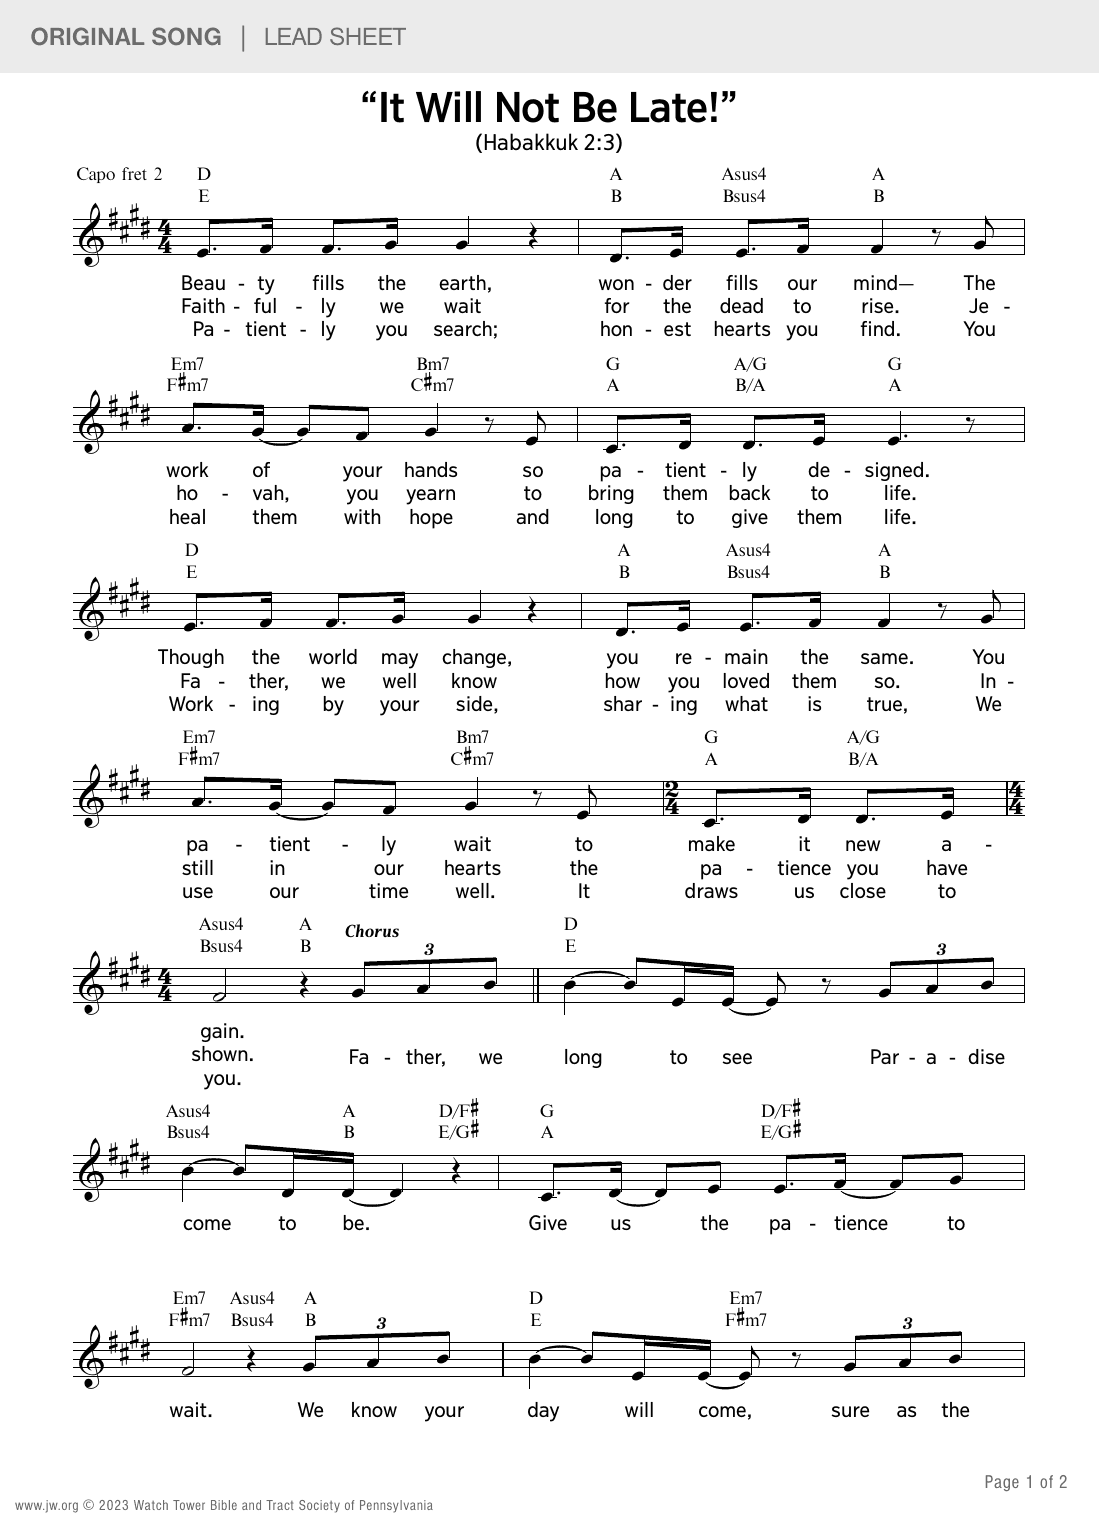 ORIGINAL SONG | LEAD SHEET
“It Will Not Be Late!”
(Habakkuk 2:3)
Capo fret 2 D A Asus4 A
E B Bsus4 B
Beau - ty fills the earth, won - der fills our mind— The
Faith - ful - ly we wait for the dead to rise. Je -
Pa - tient - ly you search; hon - est hearts you find. You
Em7 Bm7 G A/G G
F♯m7 C♯m7 A B/A A
work of your hands so pa - tient - ly de - signed.
ho - vah, you yearn to bring them back to life.
heal them with hope and long to give them life.
D A Asus4 A
E B Bsus4 B
Though the world may change, you re - main the same. You
Fa - ther, we well know how you loved them so. In -
Work - ing by your side, shar - ing what is true, We
Em7 Bm7 G A/G
F♯m7 C♯m7 A B/A
pa - tient - ly wait to make it new a -
still in our hearts the pa - tience you have
use our time well. It draws us close to
Asus4 A Chorus D
Bsus4 B 3 E 3
gain.
shown. Fa - ther, we long to see Par - a - dise
you.
Asus4 A D/F♯ G D/F♯
Bsus4 B E/G♯ A E/G♯
come to be. Give us the pa - tience to
Em7 Asus4 A D Em7
F♯m7 Bsus4 B 3 E F♯m7 3
wait. We know your day will come, sure as the
Page 1 of 2
www.jw.org © 2023 Watch Tower Bible and Tract Society of Pennsylvania